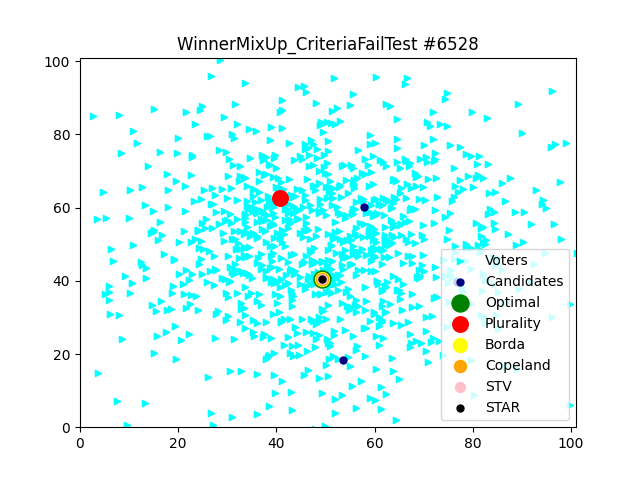 WinnerMixUp_CriteriaFailTest #6528
100
80
60
40
20
0
0 20 40 60 80 100
Voters
Candidates
Optimal
Plurality
Borda
Copeland
STV
STAR